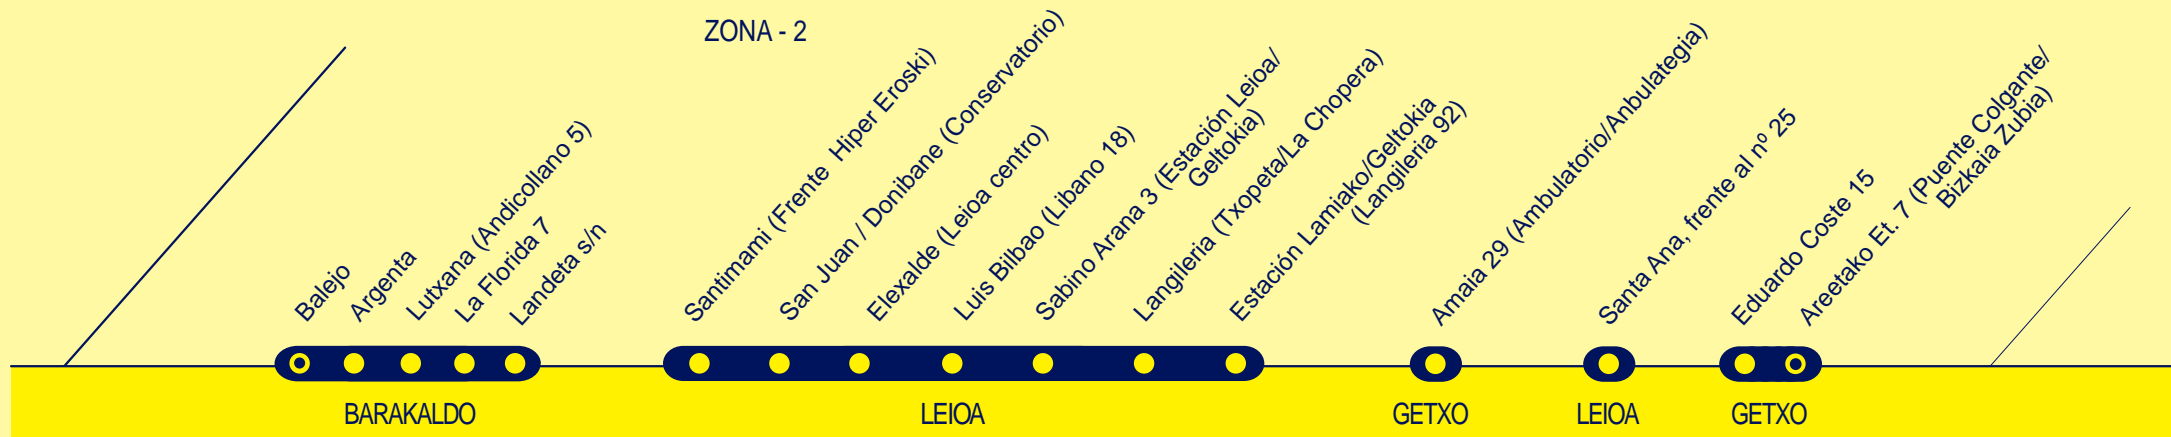 ZONA - 2
Balejo
Argenta
Lutxana (Andicollano 5)
La Florida 7
Landeta s/n
Santimami (Frente Hiper Eroski)
San Juan / Donibane (Conservatorio)
Elexalde (Leioa centro)
Luis Bilbao (Libano 18)
Sabino Arana 3 (Estación Leioa/
Geltokia)
Langileria (Txopeta/La Chopera)
Estación Lamiako/Geltokia
(Langileria 92)
Amaia 29 (Ambulatorio/Anbulategia)
Santa Ana, frente al nº 25
Eduardo Coste 15
Areetako Et. 7 (Puente Colgante/
Bizkaia Zubia)
BARAKALDO
LEIOA
GETXO
LEIOA
GETXO